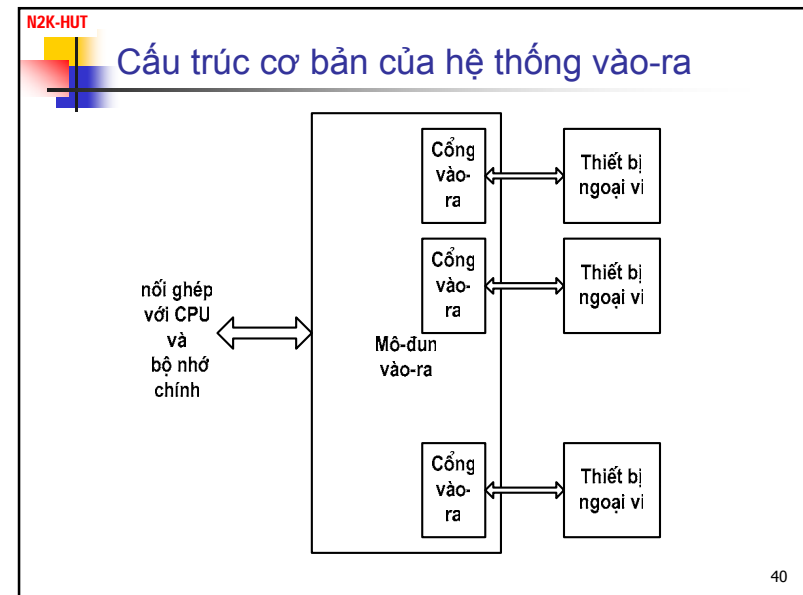 N2K-HUT
Cấu trúc cơ bản của hệ thống vào-ra
Cổng
vào-
ra
Thiết bị
ngoại vi
Cổng
vào-
ra
Thiết bị
ngoại vi
nối ghép
với CPU
và
bộ nhớ
chính
Mô-đun
vào-ra
Cổng
vào-
ra
Thiết bị
ngoại vi
40